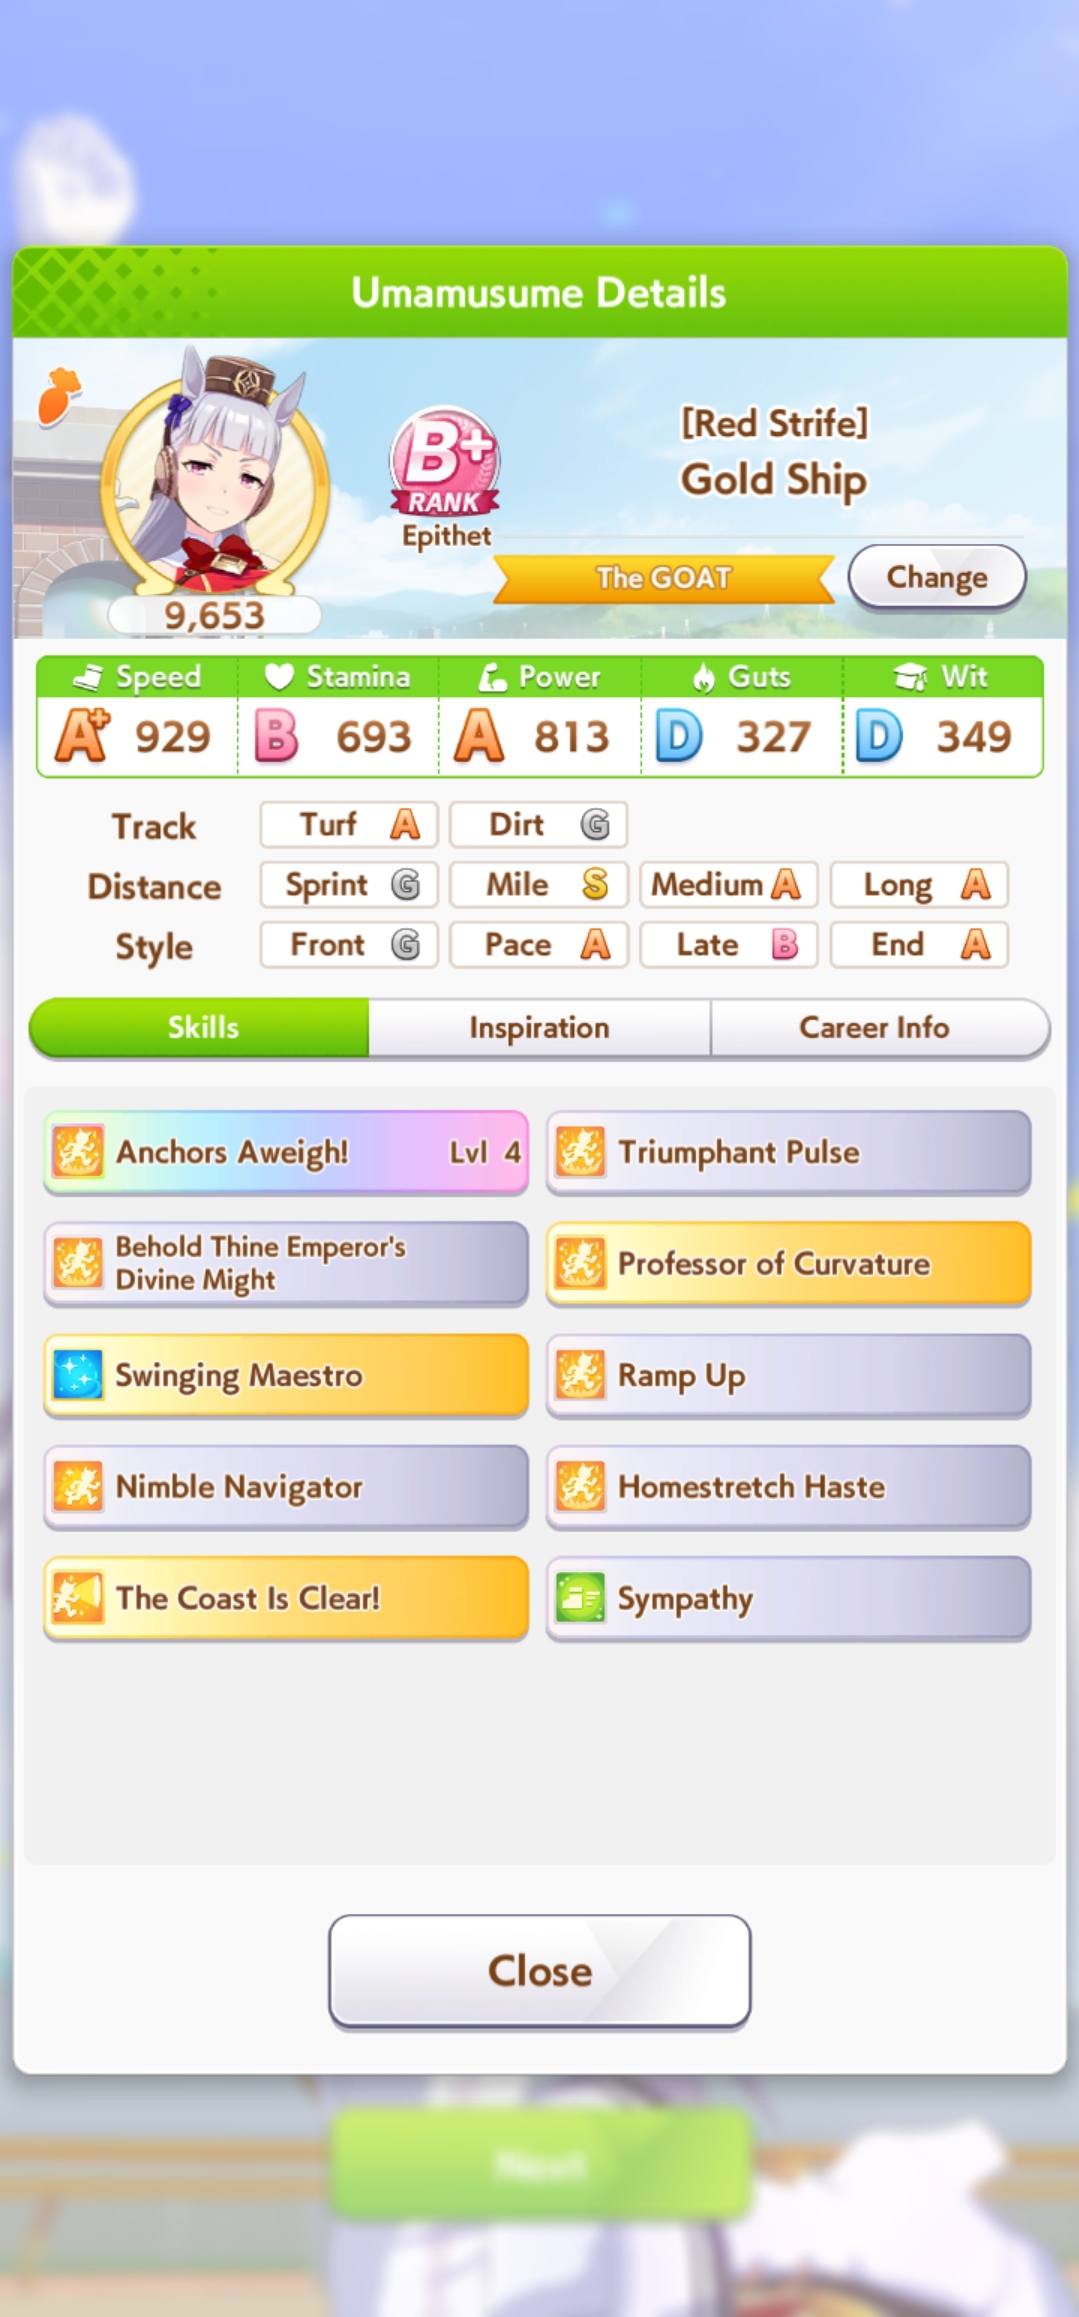 Umamusume Details
B+
RANK
Epithet
[Red Strife]
Gold Ship
The GOAT
Change
9,653
Speed Stamina Power Guts Wit
A+ 929 B 693 A 813 D 327 D 349
Track Turf A Dirt G
Distance Sprint G Mile S Medium A Long A
Style Front G Pace A Late B End A
Skills Inspiration Career Info
Anchors Aweigh! Lvl 4
Triumphant Pulse
Behold Thine Emperor's
Divine Might
Professor of Curvature
Swinging Maestro
Ramp Up
Nimble Navigator
Homestretch Haste
The Coast Is Clear!
Sympathy
Close
Next